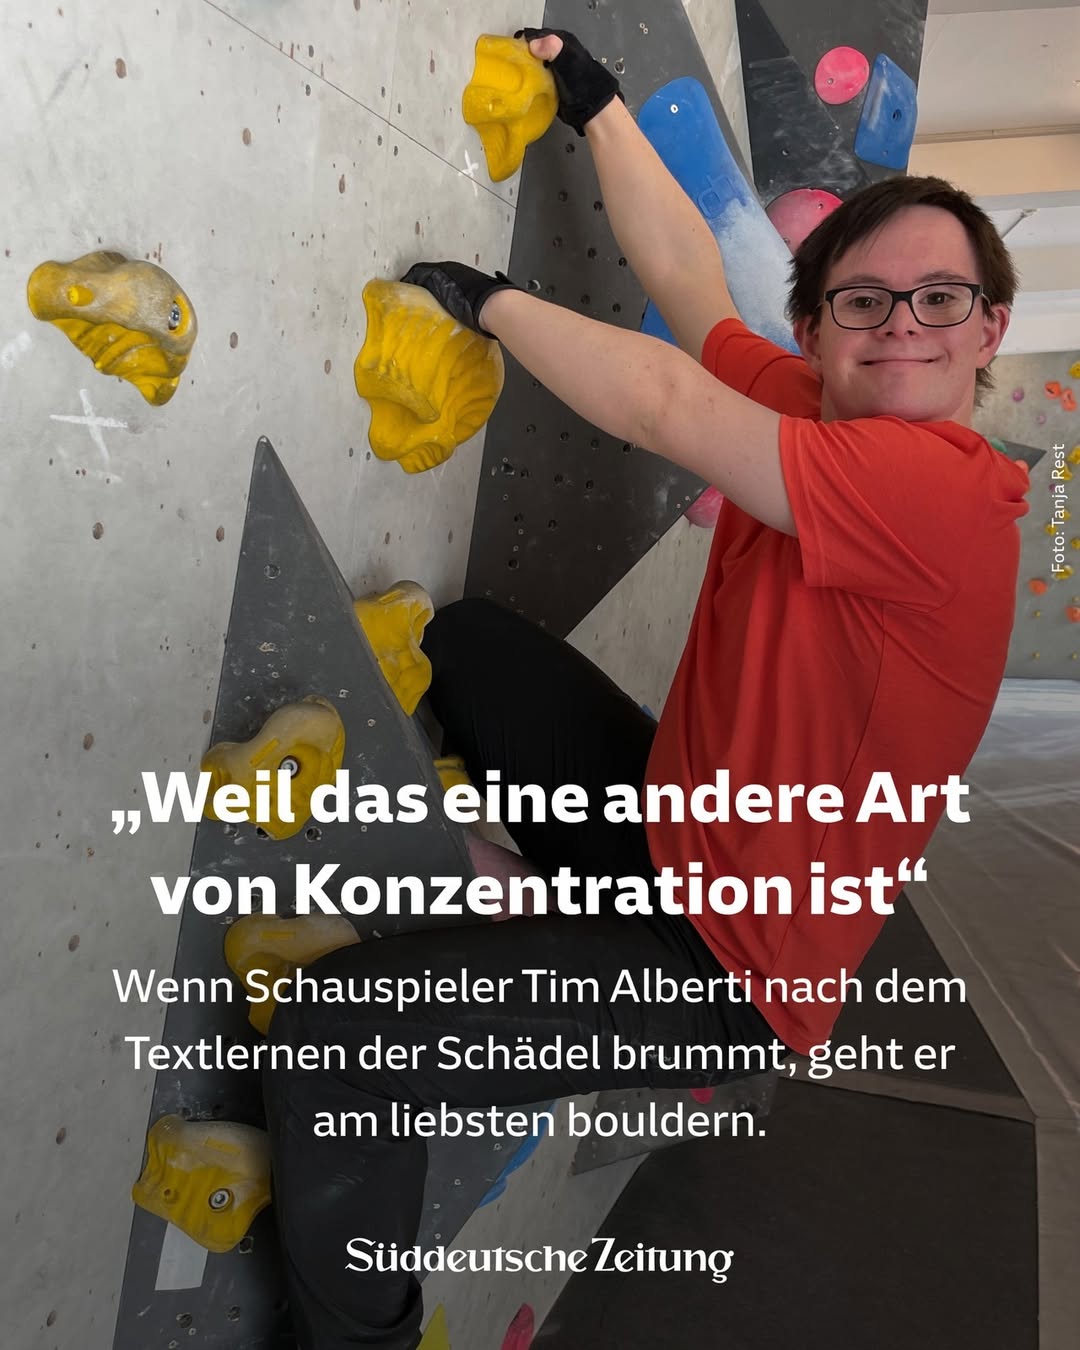 Foto: Tanja Rest
„Weil das eine andere Art
von Konzentration ist“
Wenn Schauspieler Tim Alberti nach dem
Textlernen der Schädel brummt, geht er
am liebsten bouldern.
Süddeutsche Zeitung